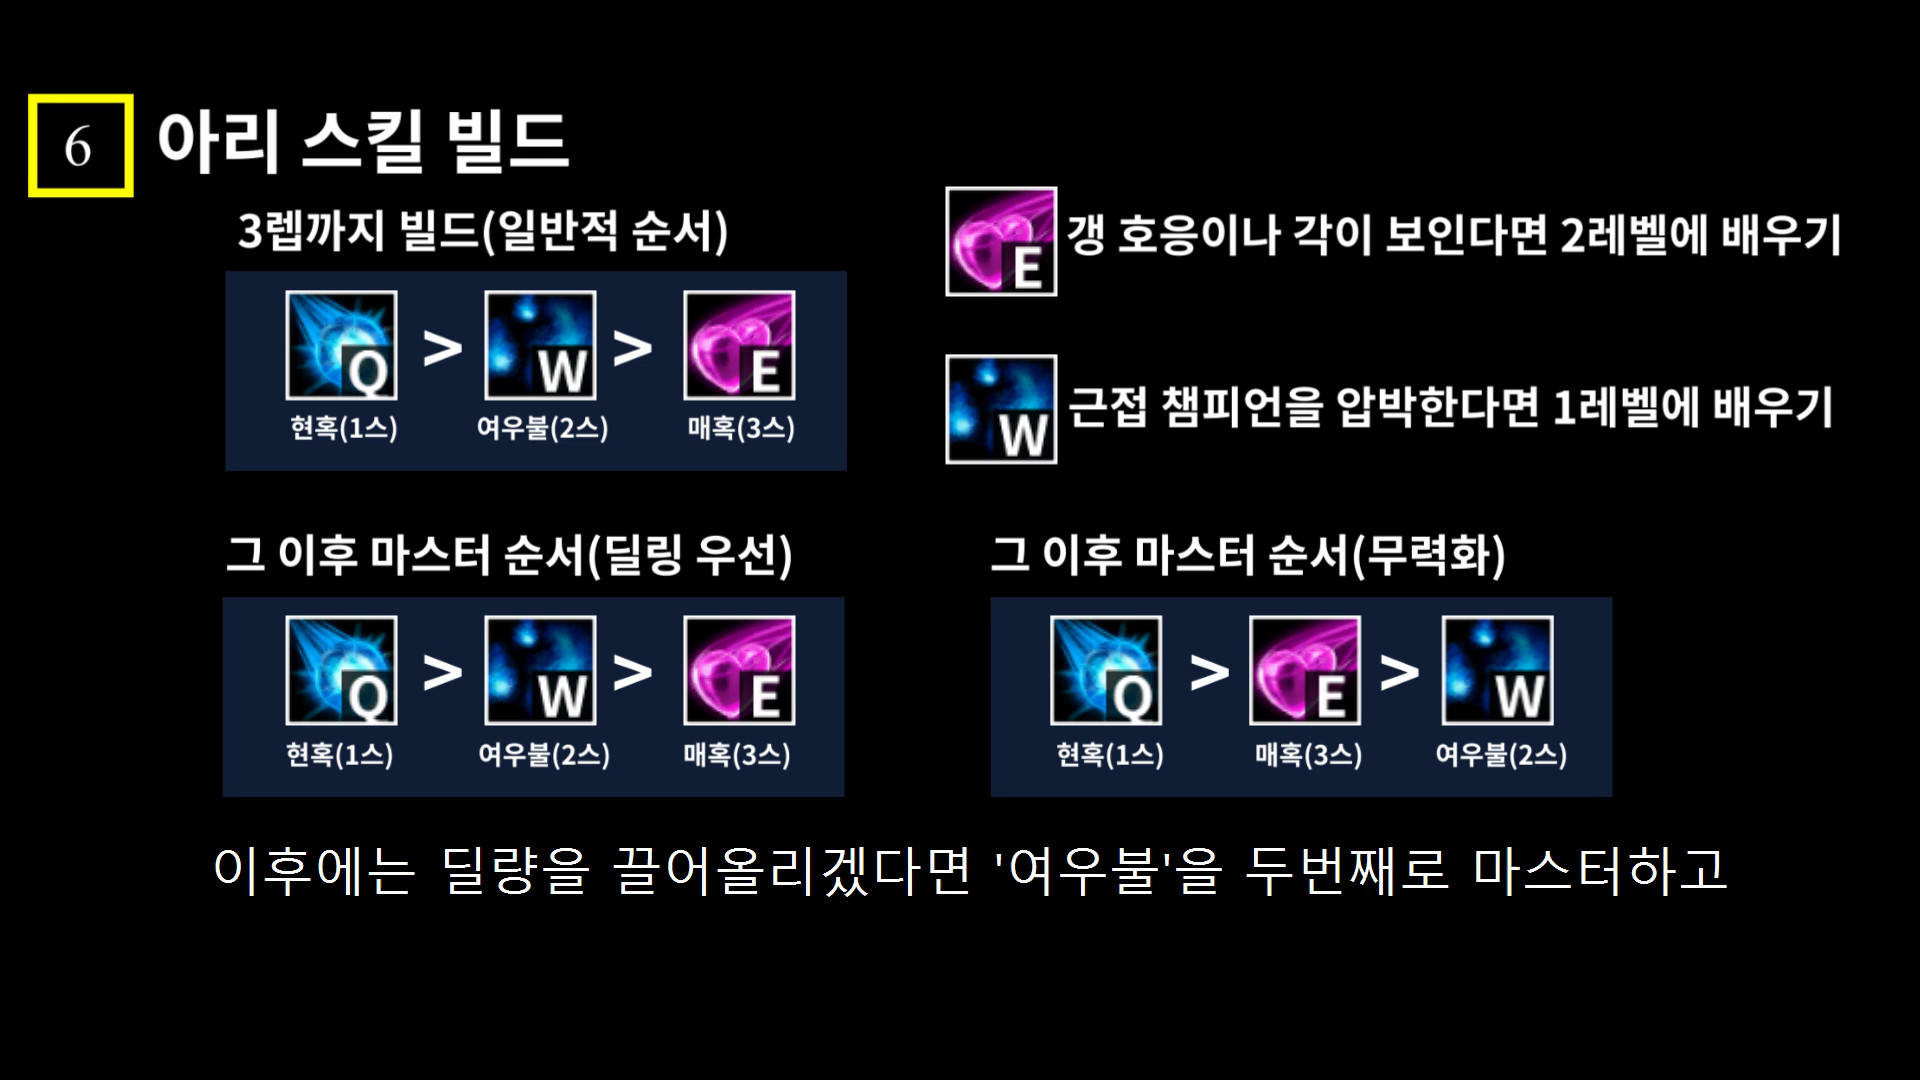 6 아리 스킬 빌드
3렙까지 빌드(일반적 순서)
Q > W > E
현혹(1스) 여우불(2스) 매혹(3스)
E 갱 호응이나 각이 보인다면 2레벨에 배우기
W 근접 챔피언을 압박한다면 1레벨에 배우기
그 이후 마스터 순서(딜링 우선)
Q > W > E
현혹(1스) 여우불(2스) 매혹(3스)
그 이후 마스터 순서(무력화)
Q > E > W
현혹(1스) 매혹(3스) 여우불(2스)
이후에는 딜량을 끌어올리겠다면 '여우불'을 두번째로 마스터하고